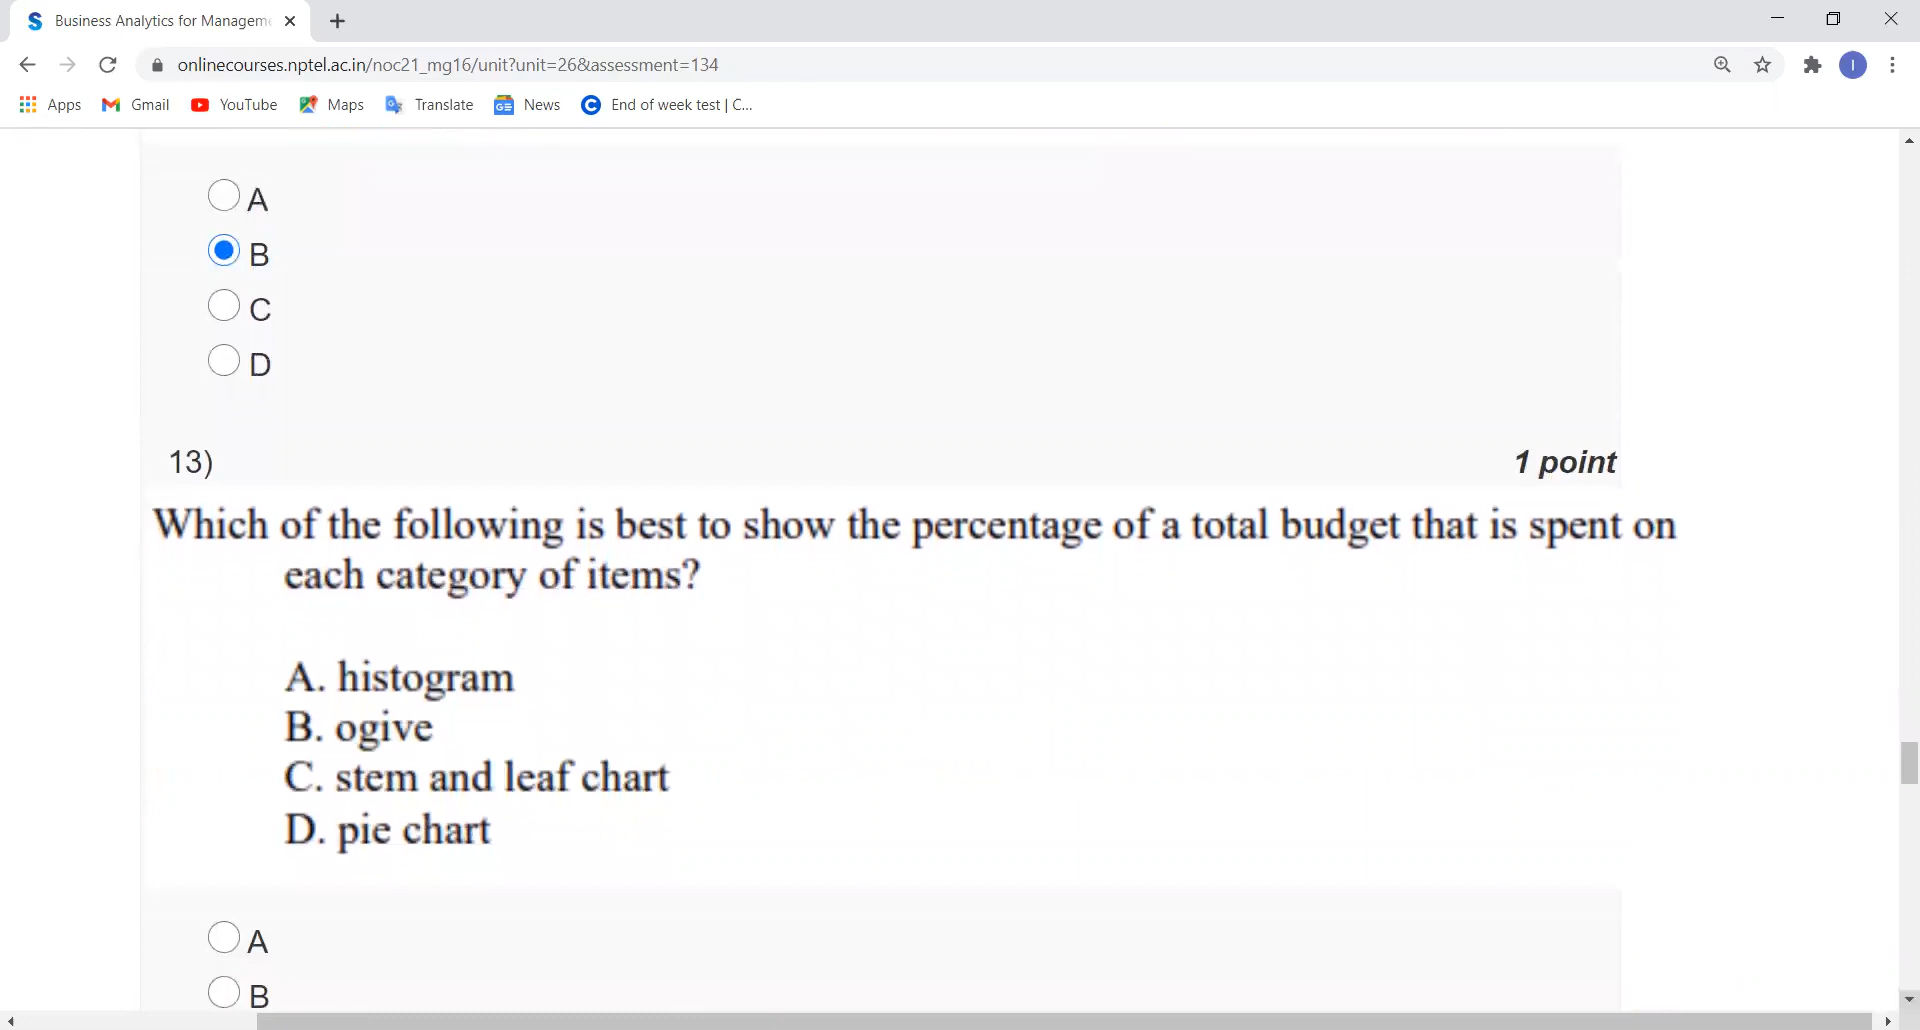 Business Analytics for Managem
onlinecourses.nptel.ac.in/noc21_mg16/unit?unit=26&assessment=134
I
Apps Gmail YouTube Maps Translate News End of week test | C...
A
B
C
D
13) 1 point
Which of the following is best to show the percentage of a total budget that is spent on
each category of items?
A. histogram
B. ogive
C. stem and leaf chart
D. pie chart
A
B